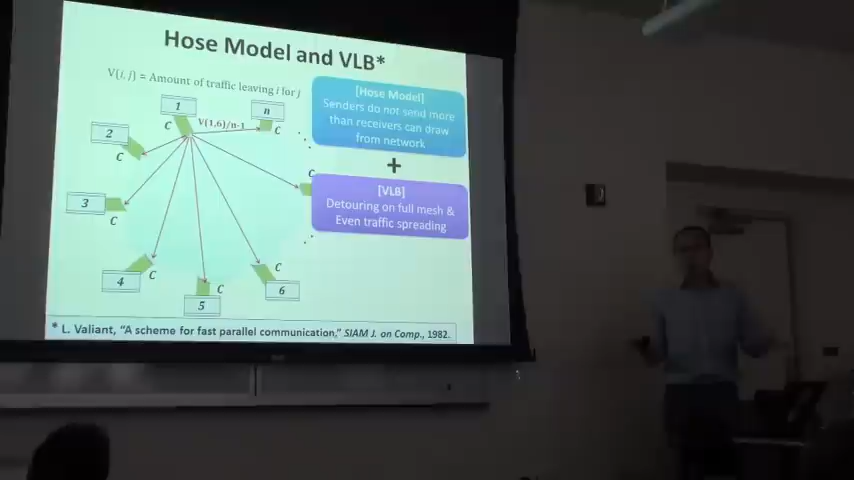 Hose Model and VLB*
V(i, j) = Amount of traffic leaving i for j
[Hose Model]
Senders do not send more
than receivers can draw
from network
+
[VLB]
Detouring on full mesh &
Even traffic spreading
1
C
V(1,6)/n-1
n
C
2
C
C
3
C
4
C
5
C
6
C
* L. Valiant, "A scheme for fast parallel communication," SIAM J. on Comp., 1982.